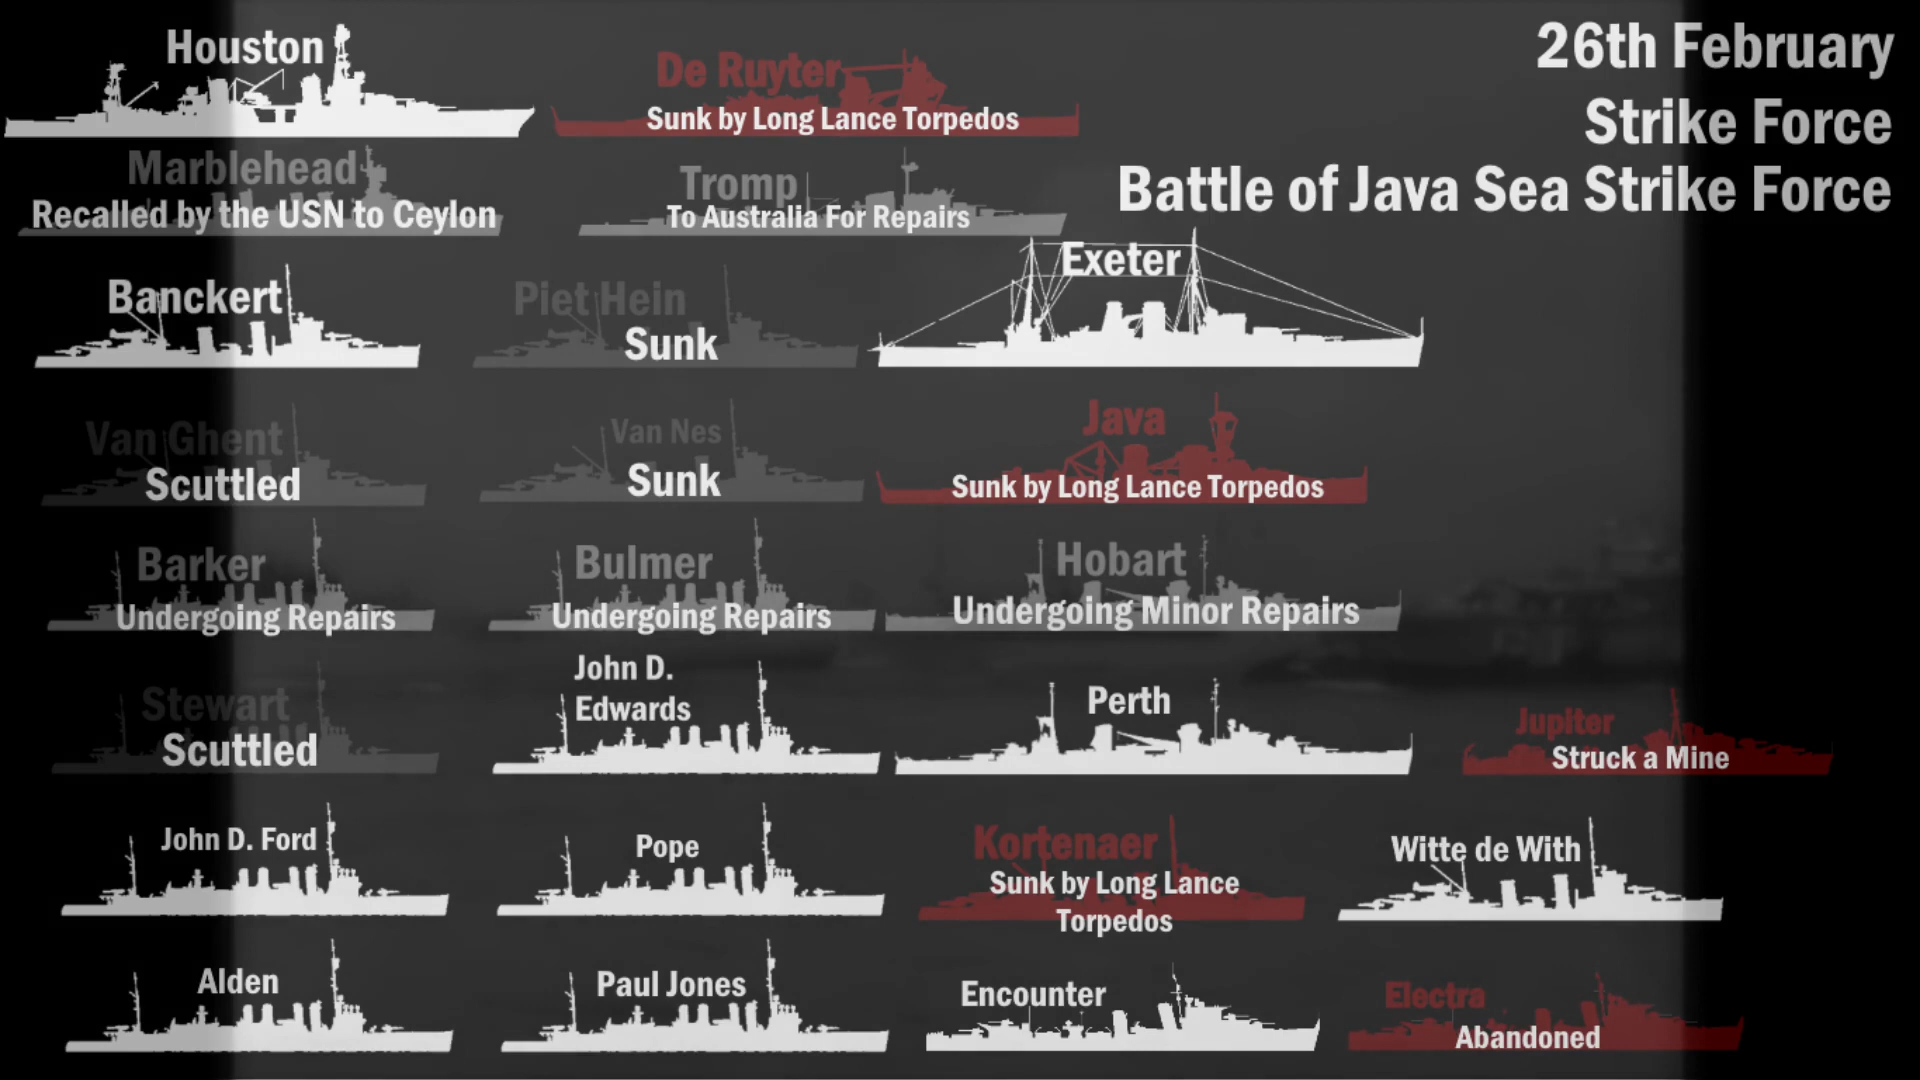 26th February
Strike Force
Battle of Java Sea Strike Force
Houston
De Ruyter
Sunk by Long Lance Torpedos
Marblehead
Recalled by the USN to Ceylon
Tromp
To Australia For Repairs
Banckert
Piet Hein
Sunk
Exeter
Van Ghent
Scuttled
Van Nes
Sunk
Java
Sunk by Long Lance Torpedos
Barker
Undergoing Repairs
Bulmer
Undergoing Repairs
Hobart
Undergoing Minor Repairs
Stewart
Scuttled
John D.
Edwards
Perth
Jupiter
Struck a Mine
John D. Ford
Pope
Kortenaer
Sunk by Long Lance
Torpedos
Witte de With
Alden
Paul Jones
Encounter
Electra
Abandoned